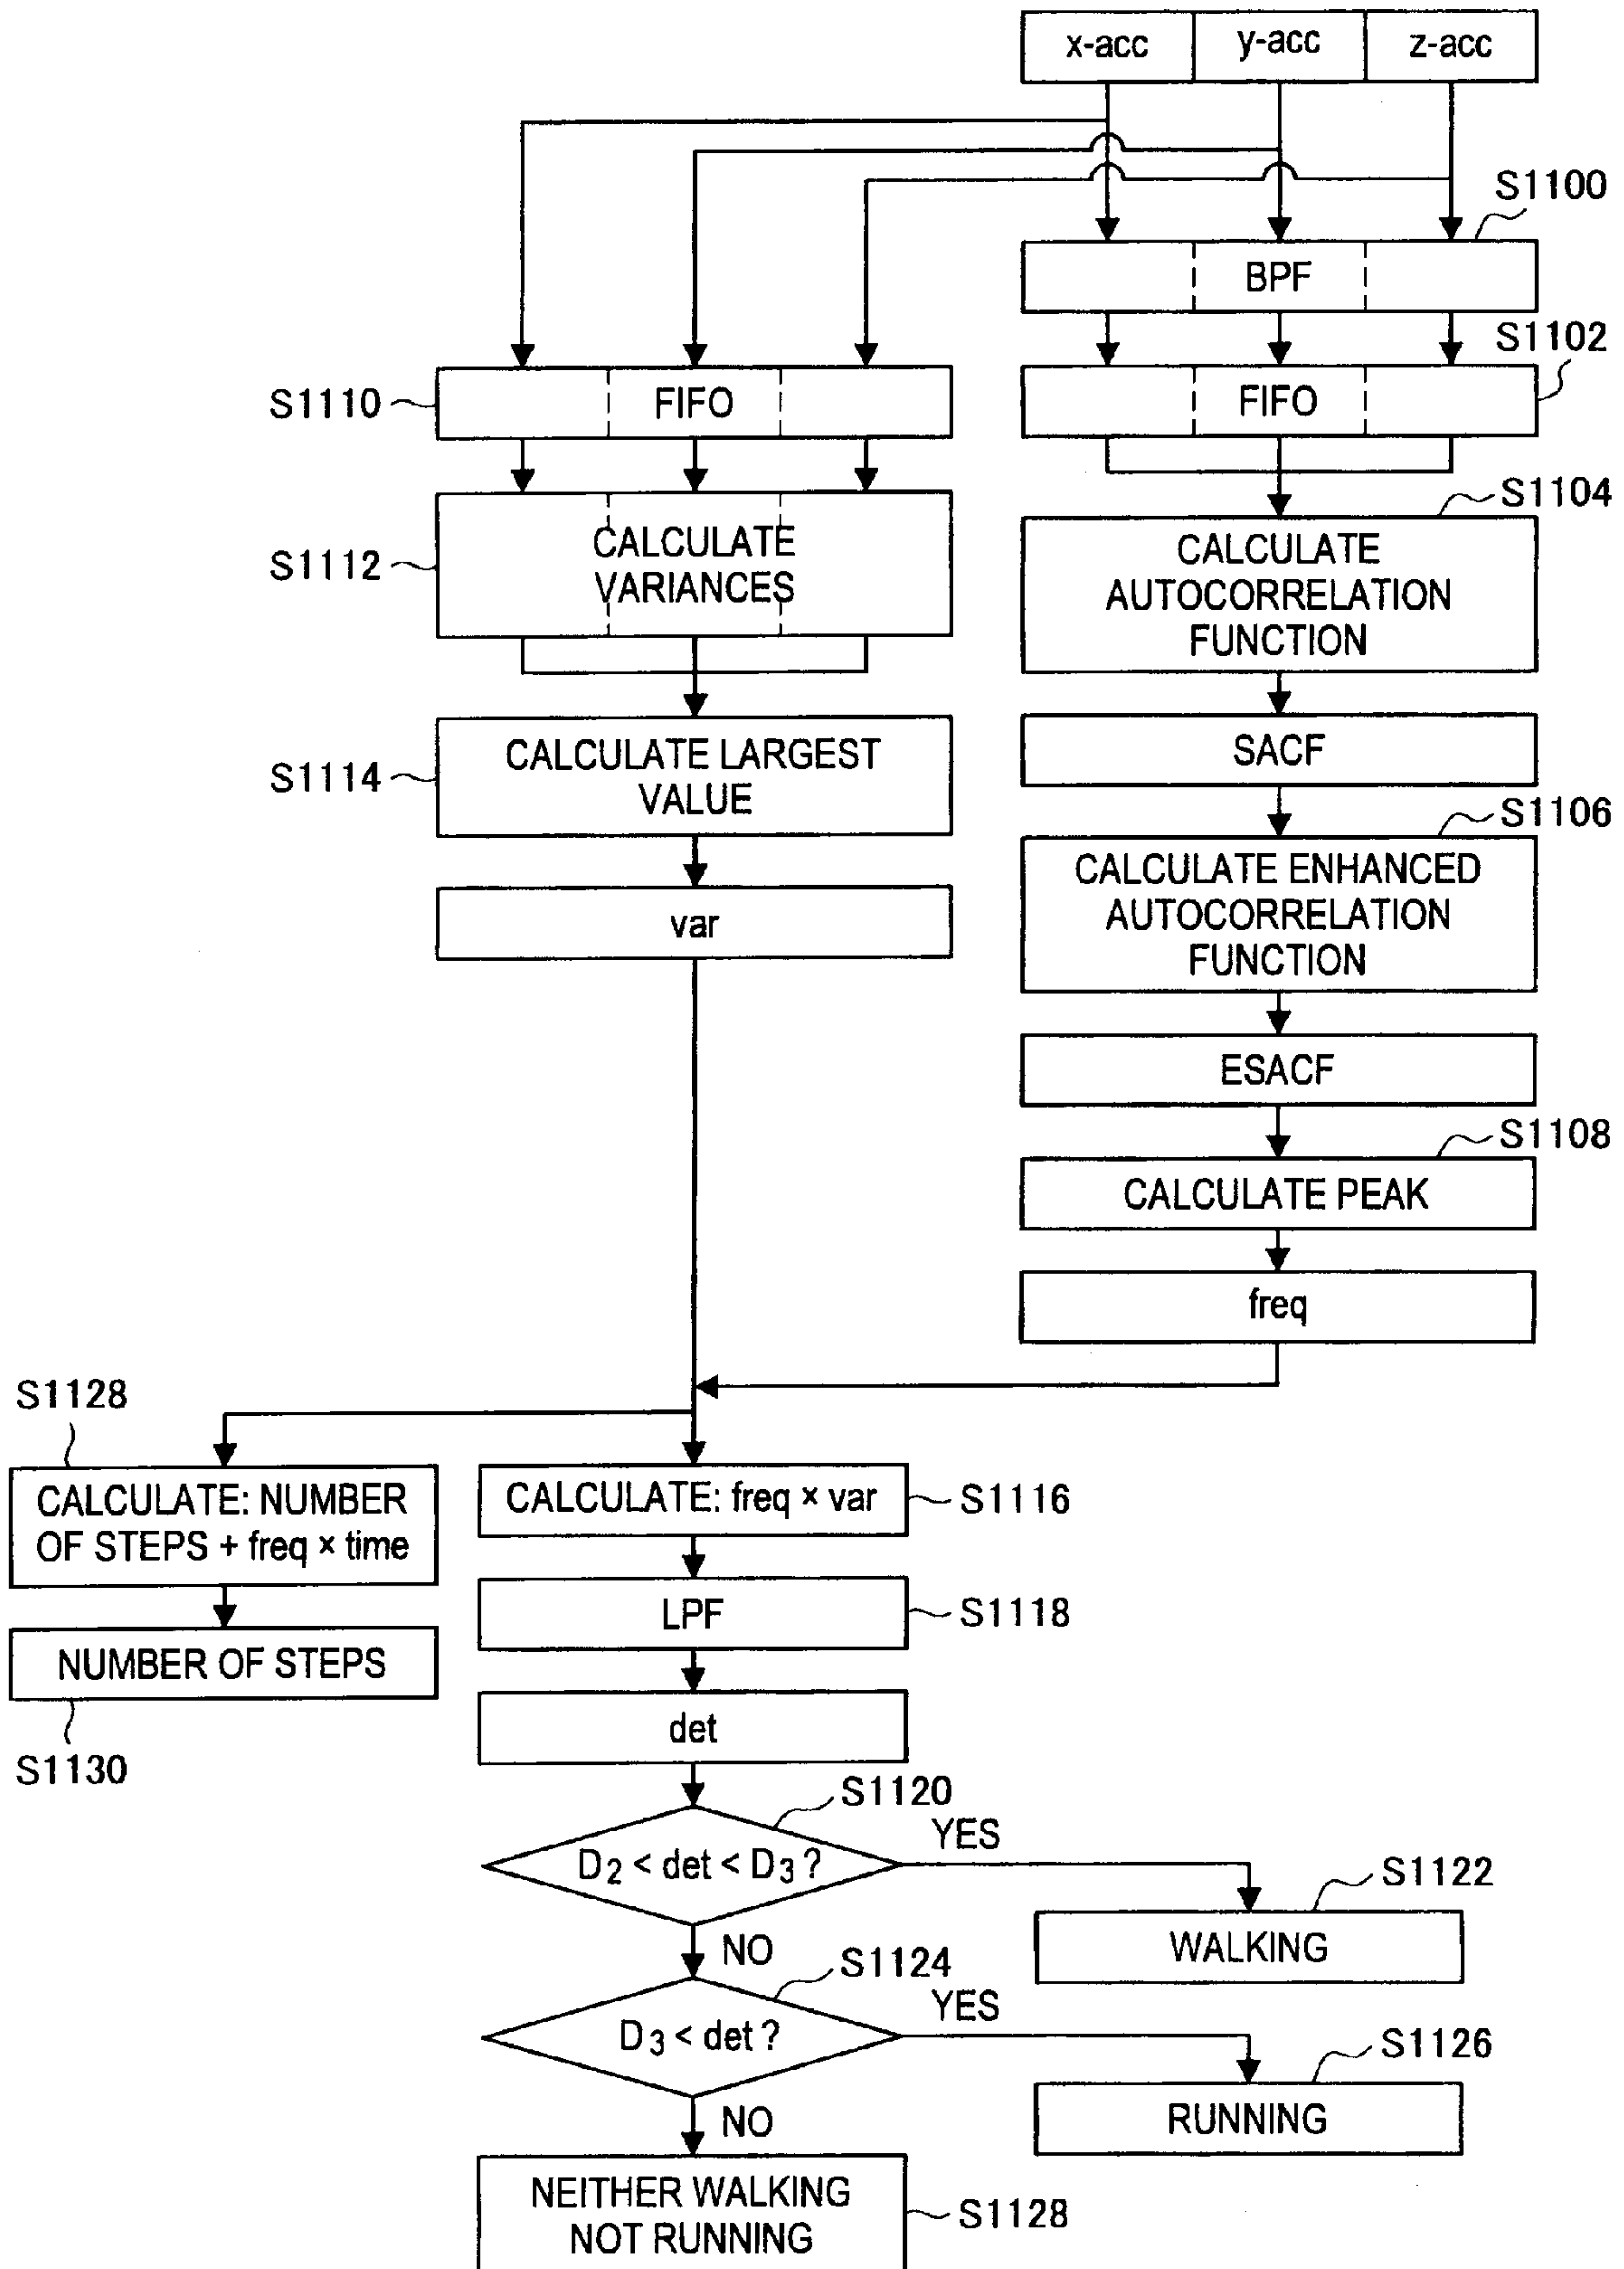 x-acc
y-acc
z-acc
S1100
BPF
S1102
S1110
FIFO
FIFO
S1104
S1112
CALCULATE
VARIANCES
CALCULATE
AUTOCORRELATION
FUNCTION
S1114
CALCULATE LARGEST
VALUE
SACF
S1106
var
CALCULATE ENHANCED
AUTOCORRELATION
FUNCTION
ESACF
S1108
CALCULATE PEAK
freq
S1128
CALCULATE: NUMBER
OF STEPS + freq × time
CALCULATE: freq × var
S1116
LPF
S1118
NUMBER OF STEPS
S1130
det
S1120
D2 < det < D3 ?
YES
S1122
WALKING
NO
S1124
D3 < det ?
YES
S1126
RUNNING
NO
NEITHER WALKING
NOT RUNNING
S1128